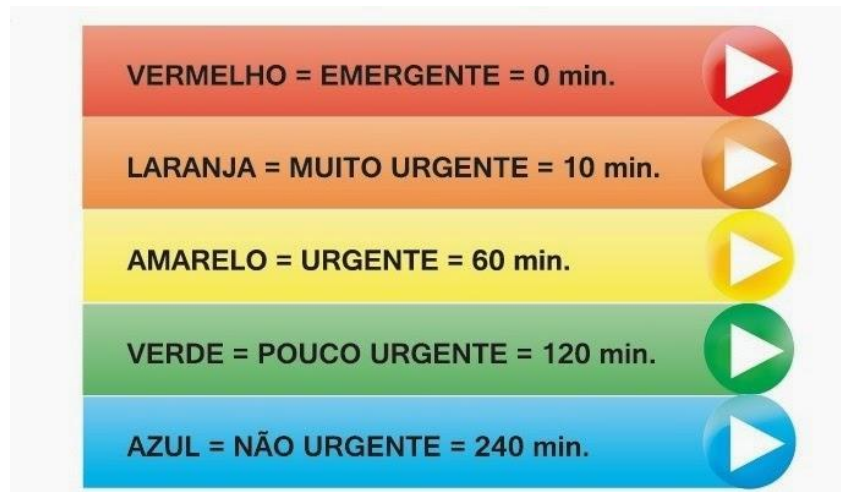 VERMELHO = EMERGENTE = 0 min.
LARANJA = MUITO URGENTE = 10 min.
AMARELO = URGENTE = 60 min.
VERDE = POUCO URGENTE = 120 min.
AZUL = NÃO URGENTE = 240 min.